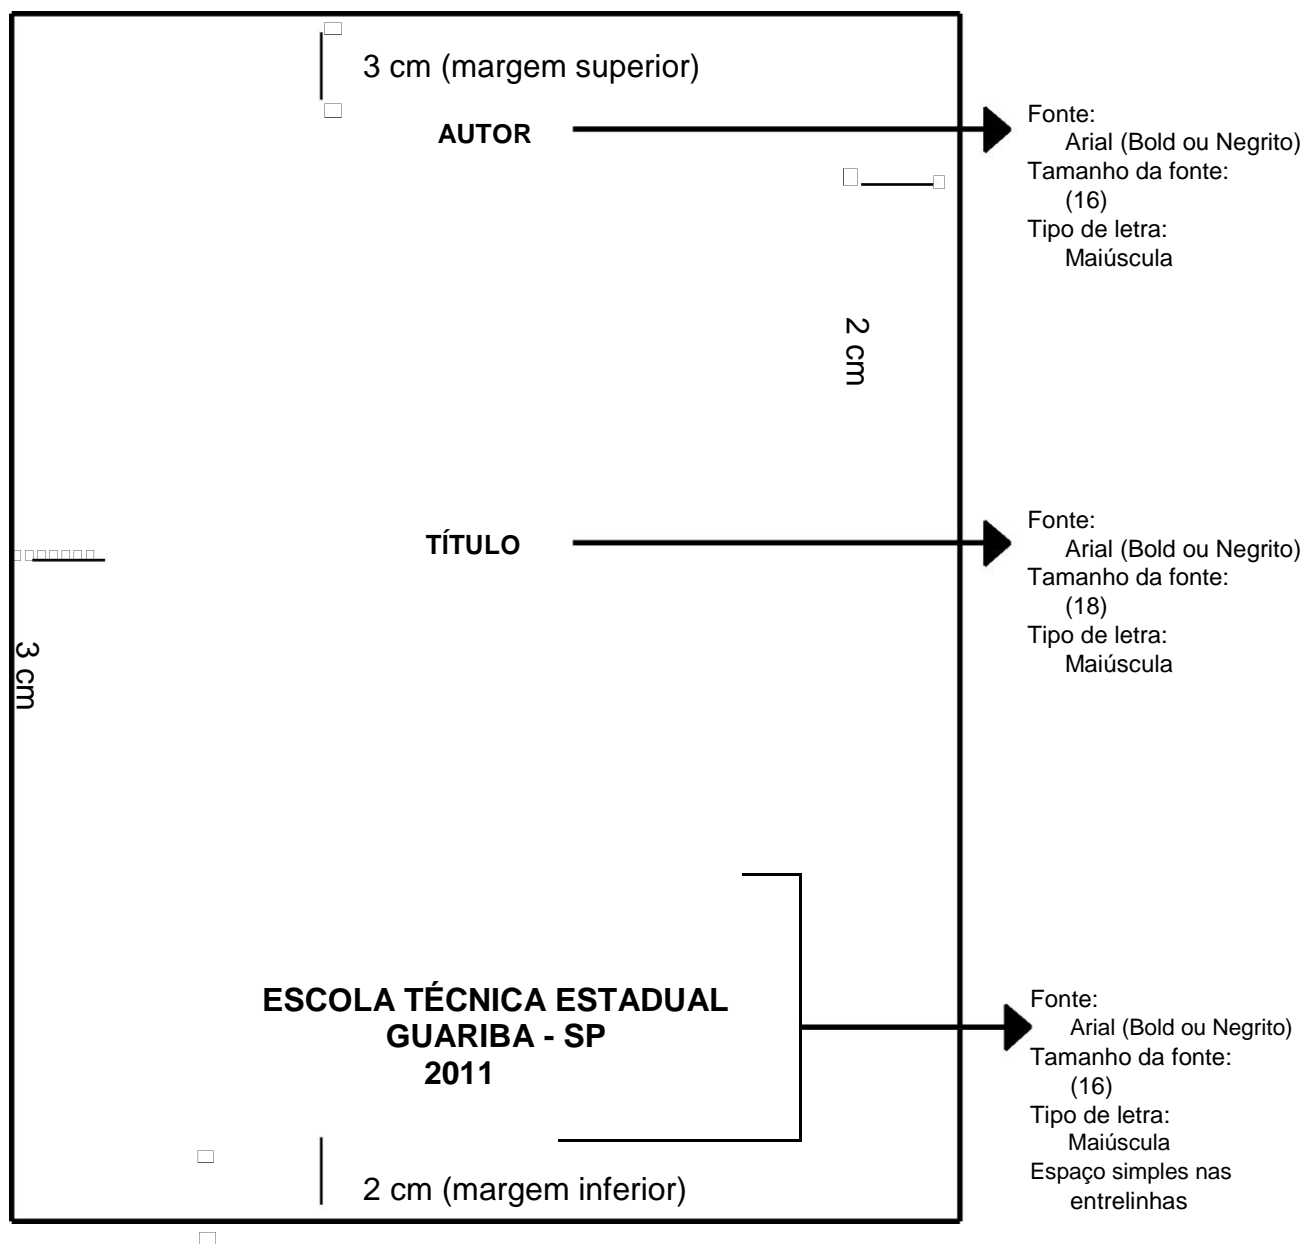 3 cm (margem superior)
AUTOR
Fonte:
Arial (Bold ou Negrito)
Tamanho da fonte:
(16)
Tipo de letra:
Maiúscula
2 cm
TÍTULO
Fonte:
Arial (Bold ou Negrito)
Tamanho da fonte:
(18)
Tipo de letra:
Maiúscula
3 cm
ESCOLA TÉCNICA ESTADUAL
GUARIBA - SP
2011
Fonte:
Arial (Bold ou Negrito)
Tamanho da fonte:
(16)
Tipo de letra:
Maiúscula
Espaço simples nas
entrelinhas
2 cm (margem inferior)